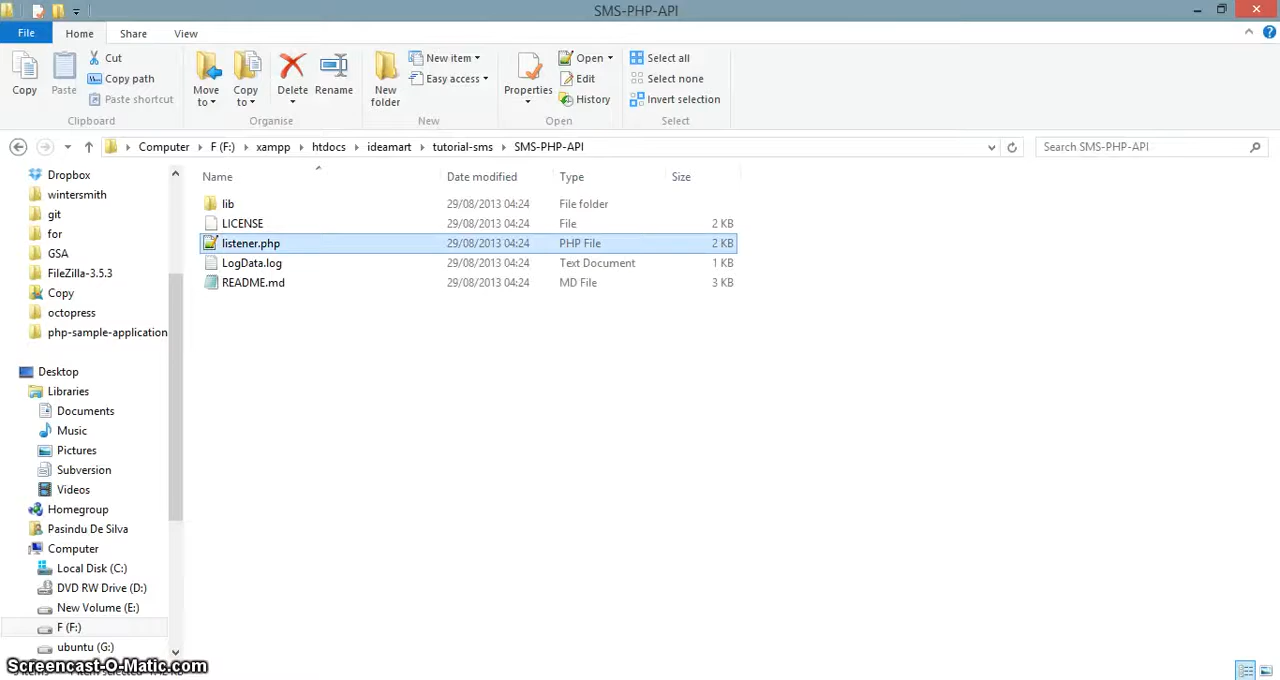 SMS-PHP-API
File Home Share View
Copy
Paste
Cut
Copy path
Paste shortcut
Clipboard
Move to
Copy to
Delete
Rename
Organise
New folder
New item
Easy access
New
Properties
Open
Edit
History
Open
Select all
Select none
Invert selection
Select
Computer F (F:) xampp htdocs ideamart tutorial-sms SMS-PHP-API
Search SMS-PHP-API
Name Date modified Type Size
lib 29/08/2013 04:24 File folder
LICENSE 29/08/2013 04:24 File 2 KB
listener.php 29/08/2013 04:24 PHP File 2 KB
LogData.log 29/08/2013 04:24 Text Document 1 KB
README.md 29/08/2013 04:24 MD File 3 KB
Dropbox
wintersmith
git
for
GSA
FileZilla-3.5.3
Copy
octopress
php-sample-application
Desktop
Libraries
Documents
Music
Pictures
Subversion
Videos
Homegroup
Pasindu De Silva
Computer
Local Disk (C:)
DVD RW Drive (D:)
New Volume (E:)
F (F:)
ubuntu (G:)
Screencast-O-Matic.com